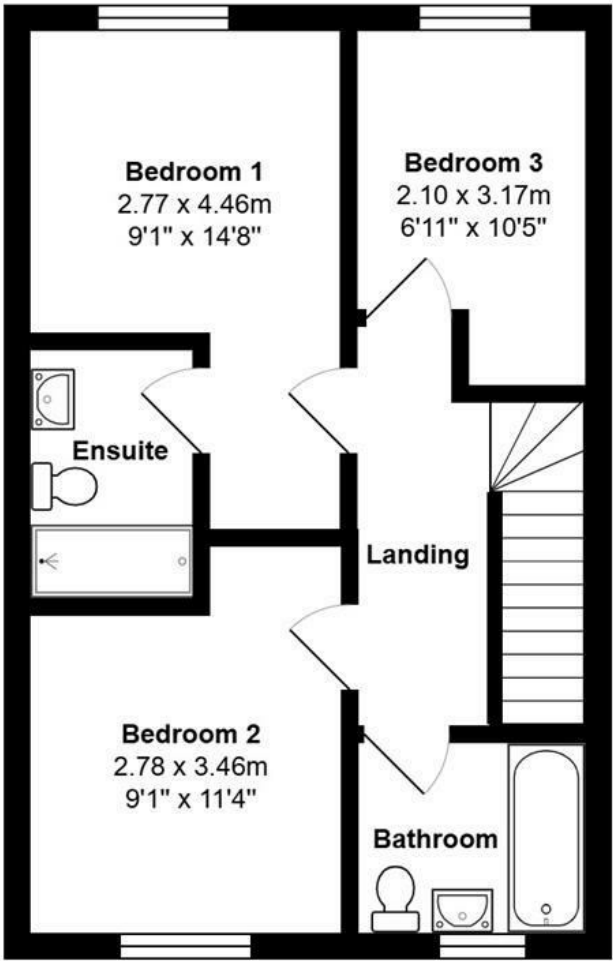 Bedroom 1
2.77 x 4.46m
9'1" x 14'8"
Bedroom 3
2.10 x 3.17m
6'11" x 10'5"
Ensuite
Landing
Bedroom 2
2.78 x 3.46m
9'1" x 11'4"
Bathroom